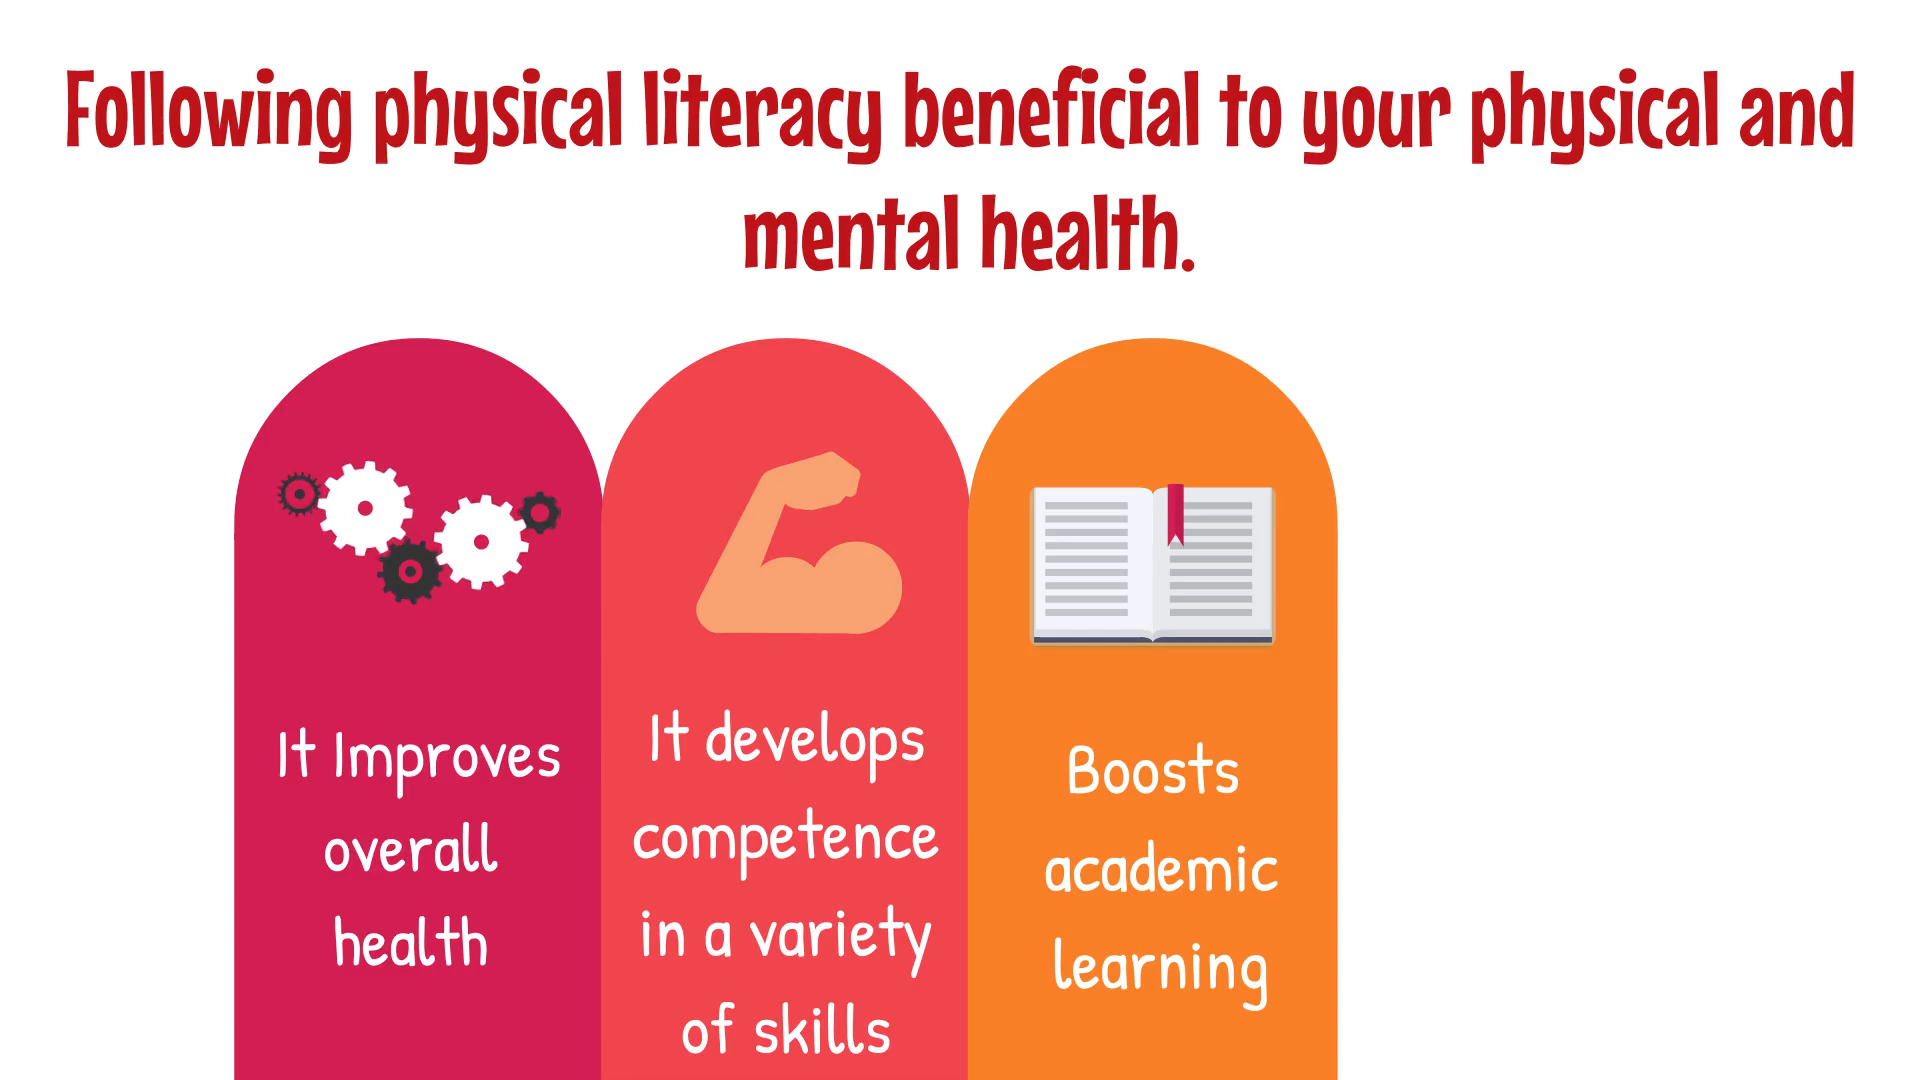 Following physical literacy beneficial to your physical and
mental health.
It Improves
overall
health
It develops
competence
in a variety
of skills
Boosts
academic
learning